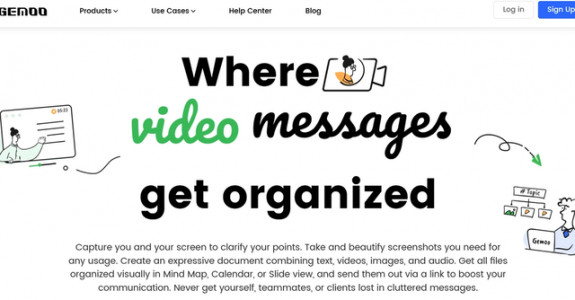 GEMOO
Products
Use Cases
Help Center
Blog
Log in
Sign Up
Where
video messages
get organized
Topic
Gemoo
Capture you and your screen to clarify your points. Take and beautify screenshots you need for
any usage. Create an expressive document combining text, videos, images, and audio. Get all files
organized visually in Mind Map, Calendar, or Slide view, and send them out via a link to boost your
communication. Never get yourself, teammates, or clients lost in cluttered messages.